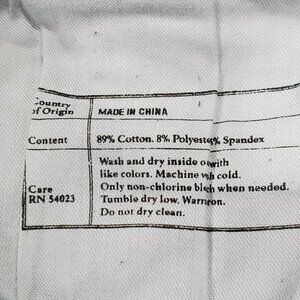 Country
of Origin
MADE IN CHINA
Content
89% Cotton. 8% Polyester % Spandex
Care
RN 54023
Wash and dry inside with
like colors. Machine cold.
Only non-chlorine when needed.
Tumble dry low. 
Do not dry clean.